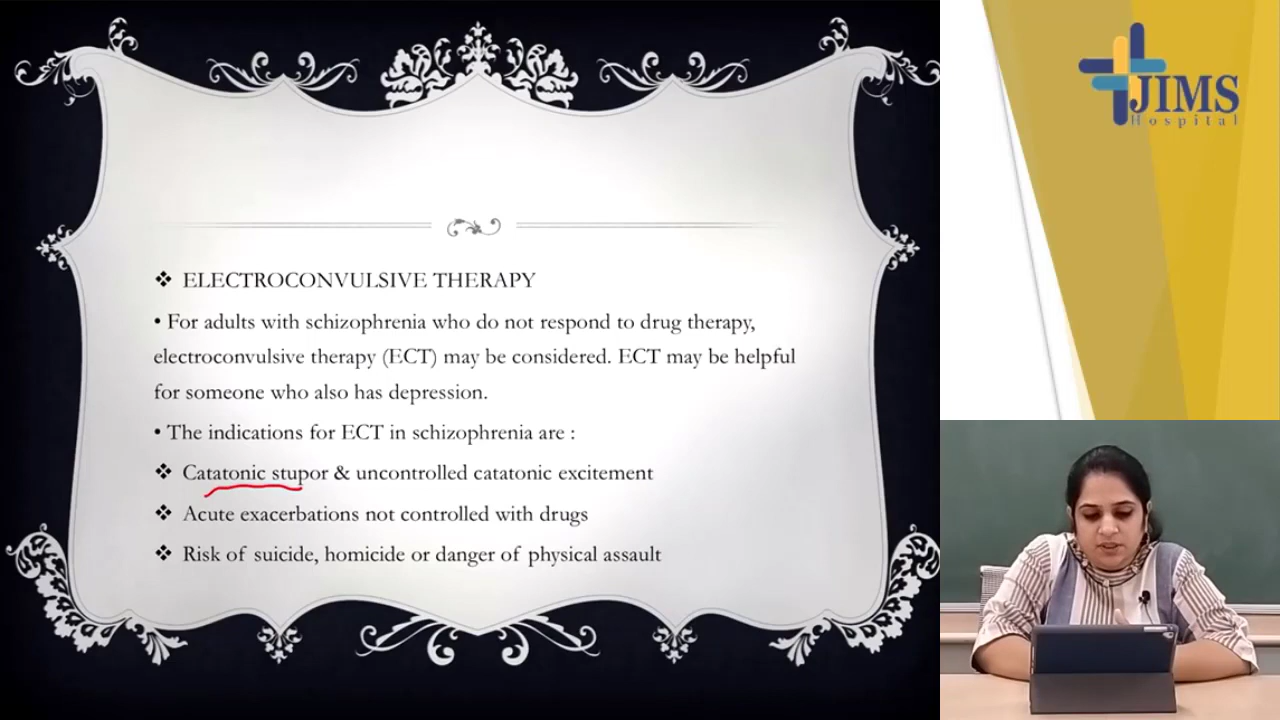 ❖ ELECTROCONVULSIVE THERAPY
• For adults with schizophrenia who do not respond to drug therapy,
electroconvulsive therapy (ECT) may be considered. ECT may be helpful
for someone who also has depression.
• The indications for ECT in schizophrenia are :
❖ Catatonic stupor & uncontrolled catatonic excitement
❖ Acute exacerbations not controlled with drugs
❖ Risk of suicide, homicide or danger of physical assault
JIMS
Hospital